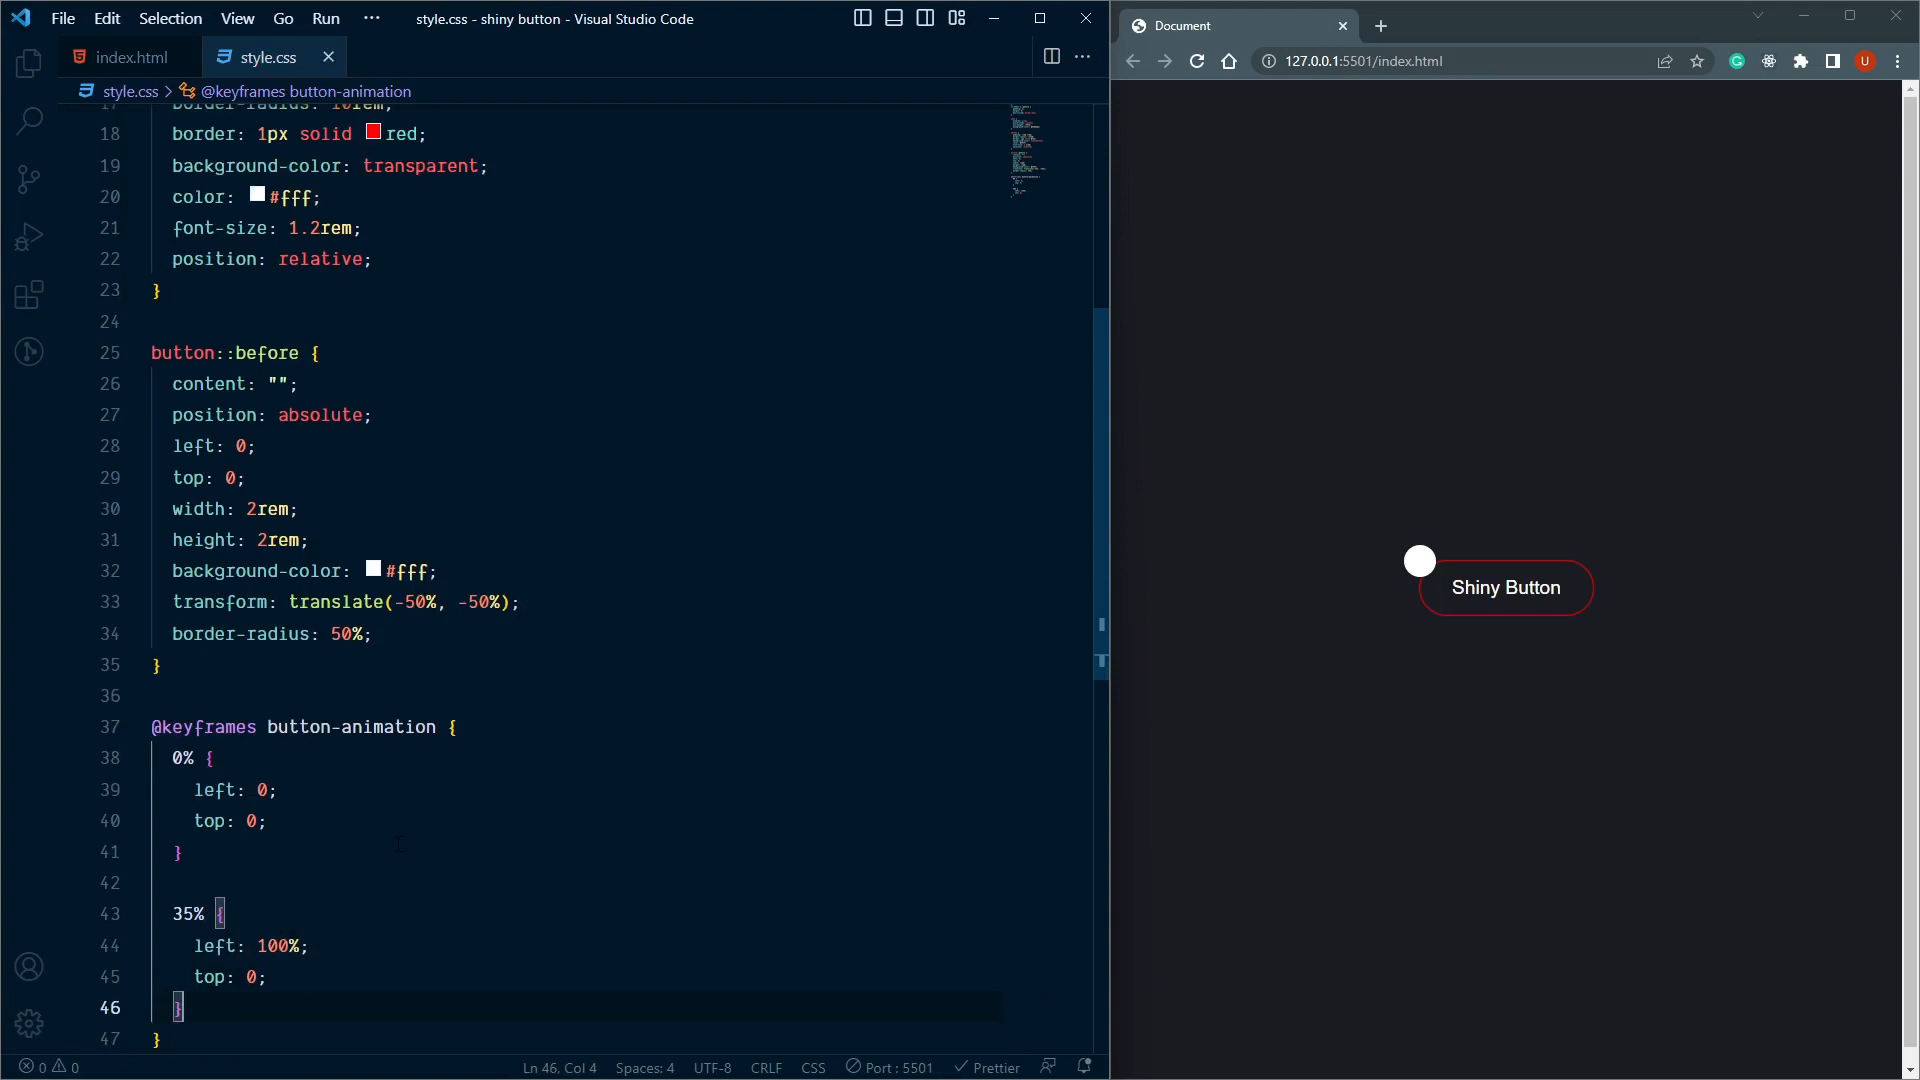 File Edit Selection View Go Run ··· style.css - shiny button - Visual Studio Code
index.html style.css
style.css > @keyframes button-animation
17 border-radius: 10rem;
18 border: 1px solid red;
19 background-color: transparent;
20 color: #fff;
21 font-size: 1.2rem;
22 position: relative;
23 }
24
25 button::before {
26 content: "";
27 position: absolute;
28 left: 0;
29 top: 0;
30 width: 2rem;
31 height: 2rem;
32 background-color: #fff;
33 transform: translate(-50%, -50%);
34 border-radius: 50%;
35 }
36
37 @keyframes button-animation {
38 0% {
39 left: 0;
40 top: 0;
41 }
42
43 35% {
44 left: 100%;
45 top: 0;
46 }
47 }
0 0 Ln 46, Col 4 Spaces: 4 UTF-8 CRLF CSS Port : 5501 Prettier
Document
127.0.0.1:5501/index.html
G
U
Shiny Button